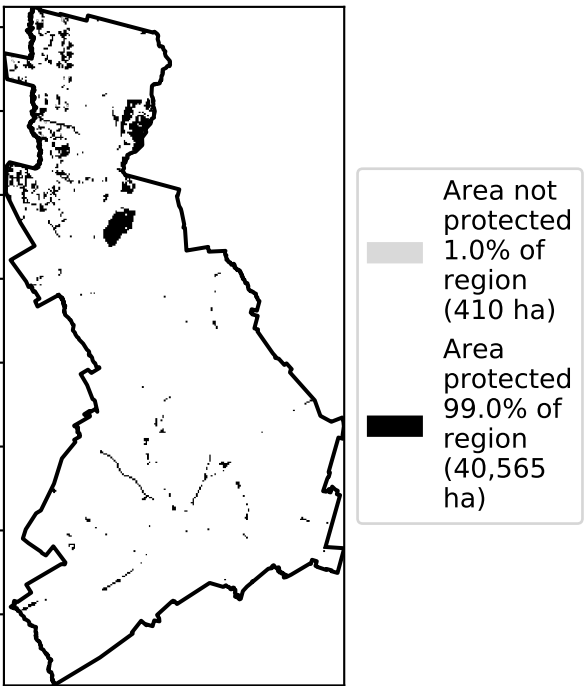 Area not
protected
1.0% of
region
(410 ha)
Area
protected
99.0% of
region
(40,565
ha)